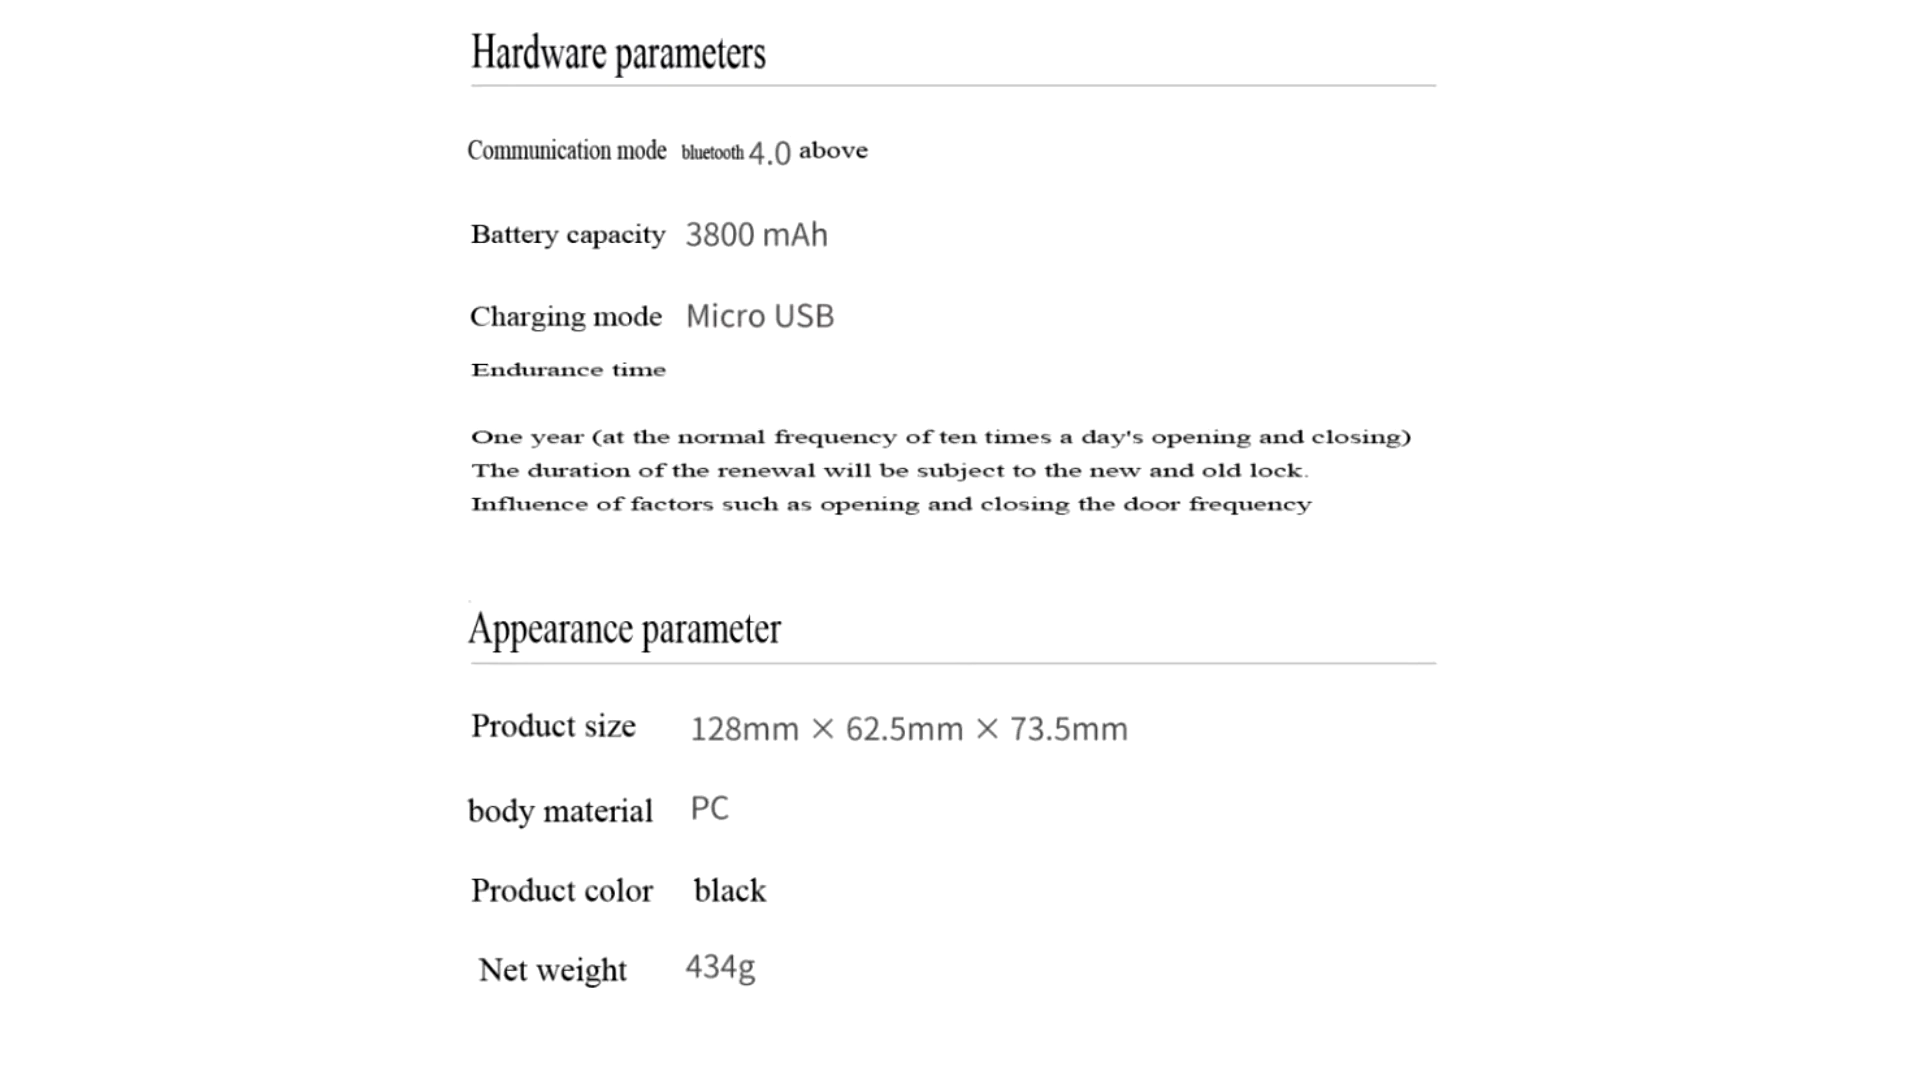 Hardware parameters
Communication mode bluetooth 4.0 above
Battery capacity 3800 mAh
Charging mode Micro USB
Endurance time
One year (at the normal frequency of ten times a day's opening and closing)
The duration of the renewal will be subject to the new and old lock.
Influence of factors such as opening and closing the door frequency
Appearance parameter
Product size 128mm × 62.5mm × 73.5mm
body material PC
Product color black
Net weight 434g